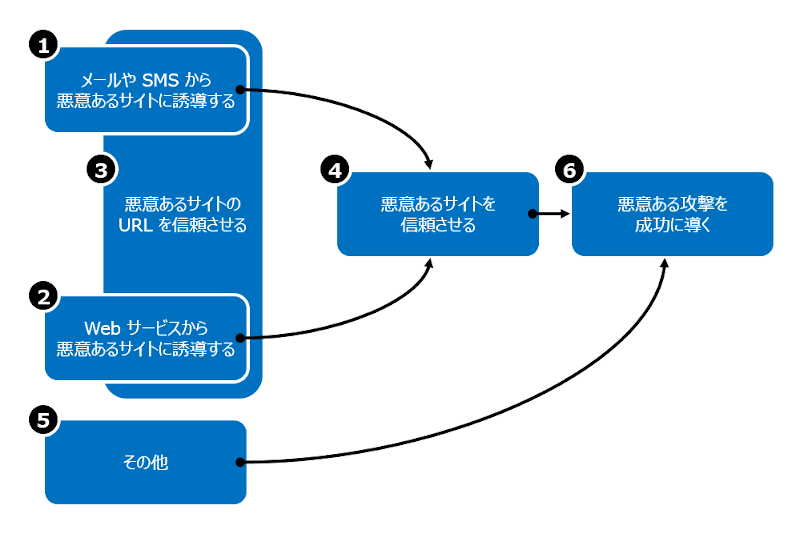 1
メールや SMS から
悪意あるサイトに誘導する
3
悪意あるサイトの
URL を信頼させる
2
Web サービスから
悪意あるサイトに誘導する
4
悪意あるサイトを
信頼させる
6
悪意ある攻撃を
成功に導く
5
その他